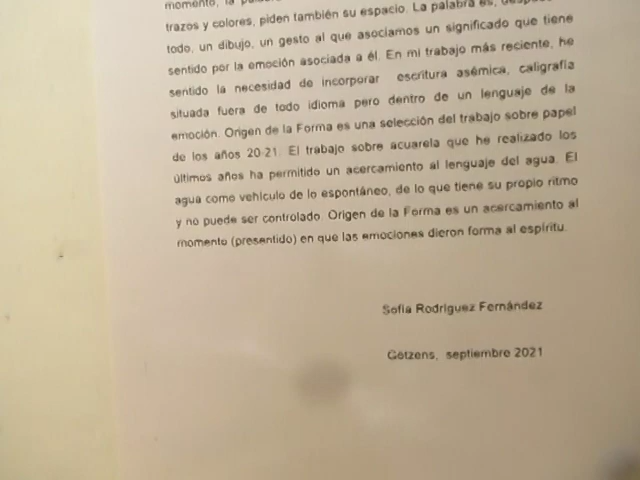 momento, la
trazos y colores, piden también su espacio. La palabra es, después
todo, un dibujo, un gesto al que asociamos un significado que tiene
sentido por la emoción asociada a él. En mi trabajo más reciente, he
sentido la necesidad de incorporar escritura asémica, caligrafía
situada fuera de todo idioma pero dentro de un lenguaje de la
emoción. Origen de la Forma es una selección del trabajo sobre papel
de los años 20-21. El trabajo sobre acuarela que he realizado los
últimos años ha permitido un acercamiento al lenguaje del agua. El
agua como vehículo de lo espontáneo, de lo que tiene su propio ritmo
y no puede ser controlado. Origen de la Forma es un acercamiento al
momento (presentido) en que las emociones dieron forma al espíritu.
Sofía Rodríguez Fernández
Götzens, septiembre 2021